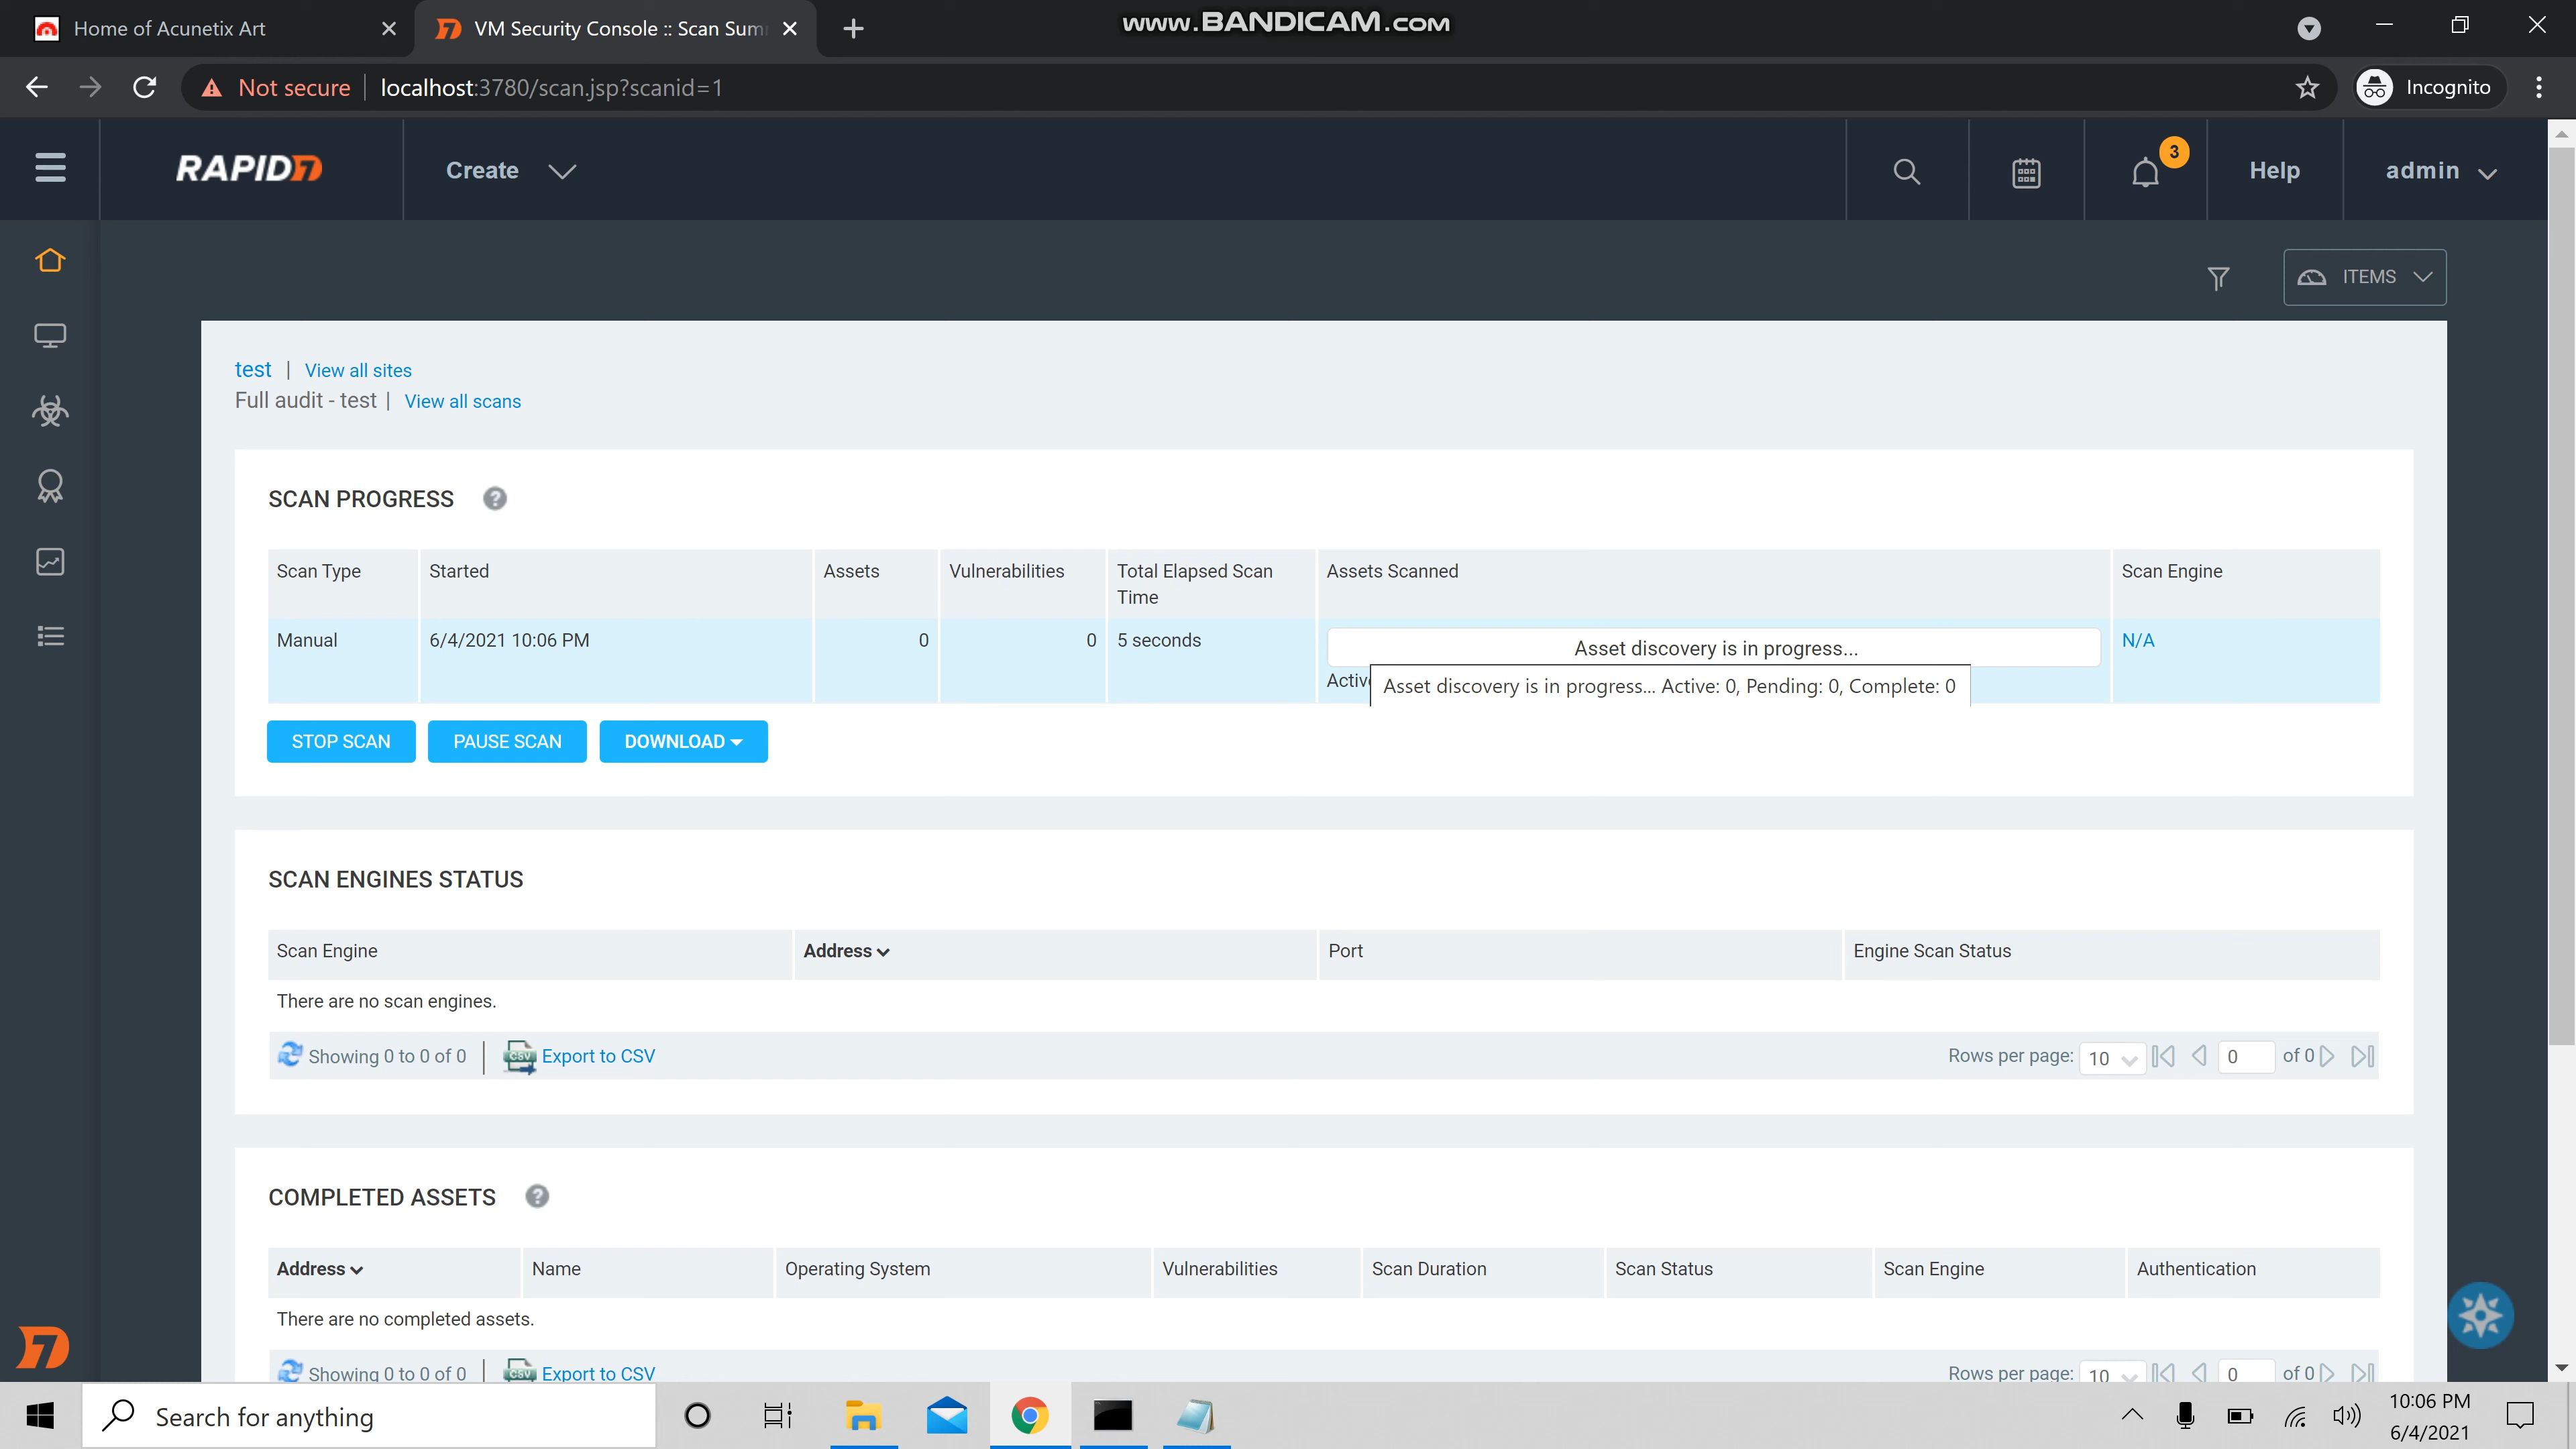 Home of Acunetix Art
VM Security Console :: Scan Sum
www.BANDICAM.com
Not secure
localhost:3780/scan.jsp?scanid=1
Incognito
RAPID7
Create
3
Help
admin
ITEMS
test | View all sites
Full audit - test | View all scans
SCAN PROGRESS ?
Scan Type Started Assets Vulnerabilities Total Elapsed Scan Time Assets Scanned Scan Engine
Manual 6/4/2021 10:06 PM 0 0 5 seconds Asset discovery is in progress... N/A
Asset discovery is in progress... Active: 0, Pending: 0, Complete: 0
STOP SCAN PAUSE SCAN DOWNLOAD
SCAN ENGINES STATUS
Scan Engine Address Port Engine Scan Status
There are no scan engines.
Showing 0 to 0 of 0 | CSV Export to CSV Rows per page: 10 0 of 0
COMPLETED ASSETS ?
Address Name Operating System Vulnerabilities Scan Duration Scan Status Scan Engine Authentication
There are no completed assets.
Showing 0 to 0 of 0 | CSV Export to CSV Rows per page: 10 0 of 0
Search for anything
10:06 PM
6/4/2021